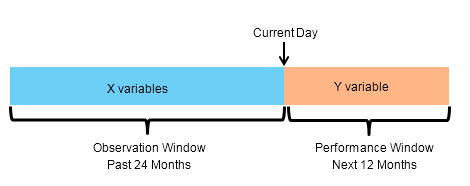 Current Day
X variables
Y variable
Observation Window
Past 24 Months
Performance Window
Next 12 Months